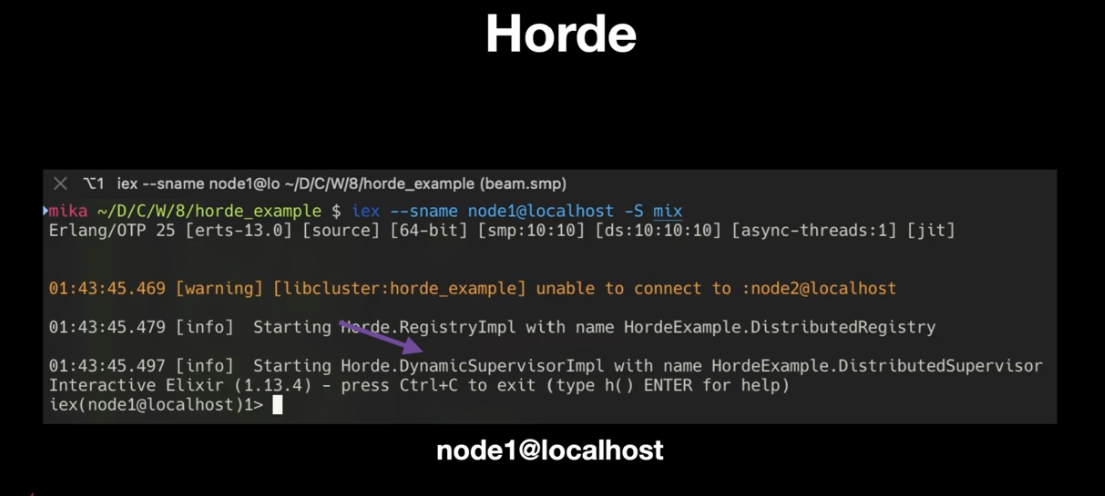 Horde
⌥1 iex --sname node1@lo ~/D/C/W/8/horde_example (beam.smp)
mika ~/D/C/W/8/horde_example $ iex --sname node1@localhost -S mix
Erlang/OTP 25 [erts-13.0] [source] [64-bit] [smp:10:10] [ds:10:10:10] [async-threads:1] [jit]
01:43:45.469 [warning] [libcluster:horde_example] unable to connect to :node2@localhost
01:43:45.479 [info] Starting Horde.RegistryImpl with name HordeExample.DistributedRegistry
01:43:45.497 [info] Starting Horde.DynamicSupervisorImpl with name HordeExample.DistributedSupervisor
Interactive Elixir (1.13.4) - press Ctrl+C to exit (type h() ENTER for help)
iex(node1@localhost)1>
node1@localhost